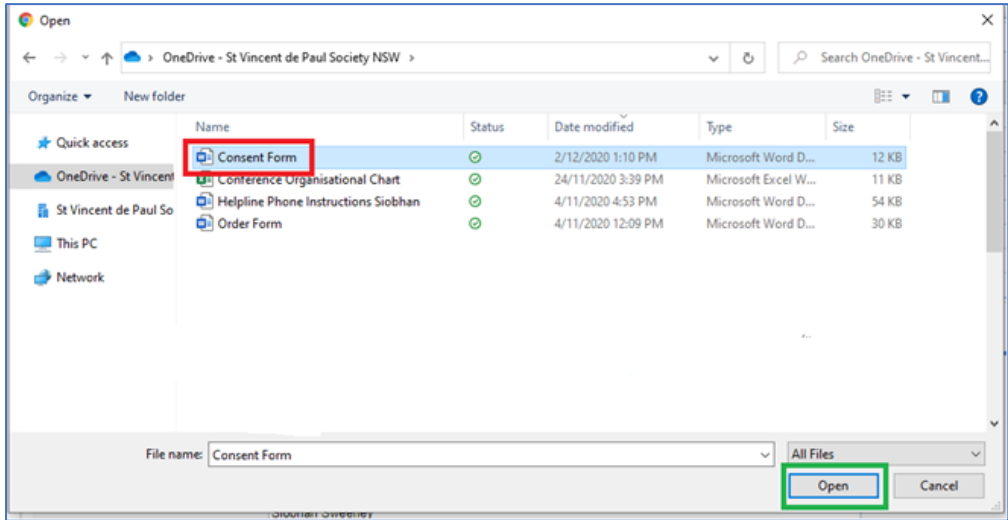 Open
OneDrive - St Vincent de Paul Society NSW
Search OneDrive - St Vincent...
Organize New folder
Name Status Date modified Type Size
Quick access
OneDrive - St Vincent
St Vincent de Paul So
This PC
Network
Consent Form 2/12/2020 1:10 PM Microsoft Word D... 12 KB
Conference Organisational Chart 24/11/2020 3:39 PM Microsoft Excel W... 11 KB
Helpline Phone Instructions Siobhan 4/11/2020 4:53 PM Microsoft Word D... 54 KB
Order Form 4/11/2020 12:09 PM Microsoft Word D... 30 KB
File name: Consent Form All Files
Open Cancel
Siobhan Sweeney